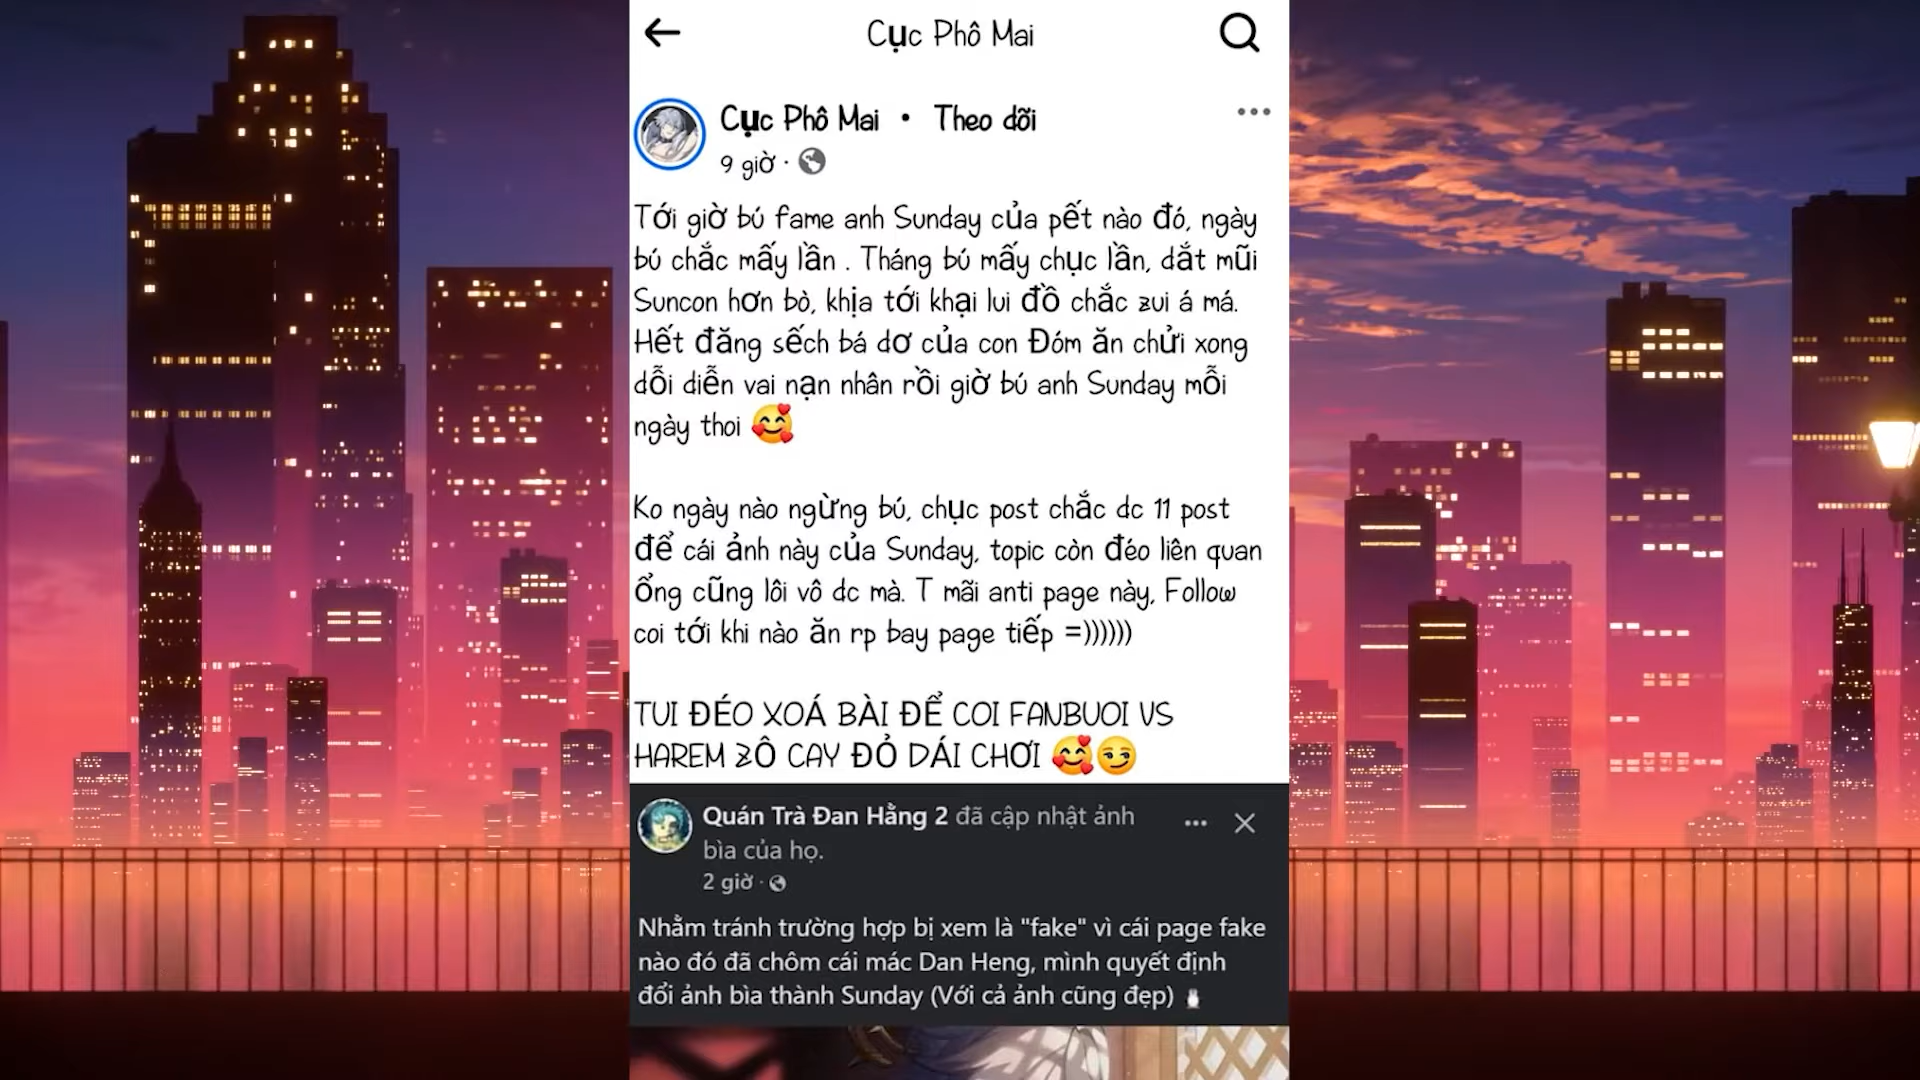 Cục Phô Mai
Cục Phô Mai • Theo dõi
9 giờ ·
Tới giờ bú fame anh Sunday của pết nào đó, ngày
bú chắc mấy lần . Tháng bú mấy chục lần, dắt mũi
Suncon hơn bò, khịa tới khại lui đồ chắc zui á má.
Hết đăng sếch bá dơ của con Đóm ăn chửi xong
dỗi diễn vai nạn nhân rồi giờ bú anh Sunday mỗi
ngày thoi 🥰
Ko ngày nào ngừng bú, chục post chắc dc 11 post
để cái ảnh này của Sunday, topic còn đéo liên quan
ổng cũng lôi vô dc mà. T mãi anti page này, Follow
coi tới khi nào ăn rp bay page tiếp =))))))
TUI ĐÉO XOÁ BÀI ĐỂ COI FANBUOI VS
HAREM ZÔ CAY ĐỎ DÁI CHƠI 🥰😏
Quán Trà Đan Hằng 2 đã cập nhật ảnh
bìa của họ.
2 giờ ·
Nhằm tránh trường hợp bị xem là "fake" vì cái page fake
nào đó đã chôm cái mác Dan Heng, mình quyết định
đổi ảnh bìa thành Sunday (Với cả ảnh cũng đẹp)